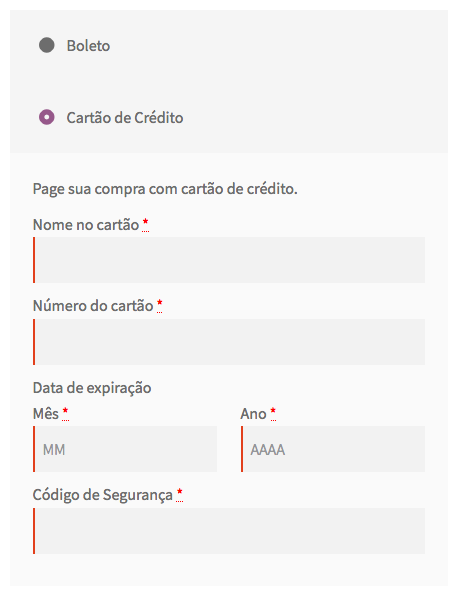 Boleto
Cartão de Crédito
Page sua compra com cartão de crédito.
Nome no cartão *
Número do cartão *
Data de expiração
Mês * Ano *
MM AAAA
Código de Segurança *